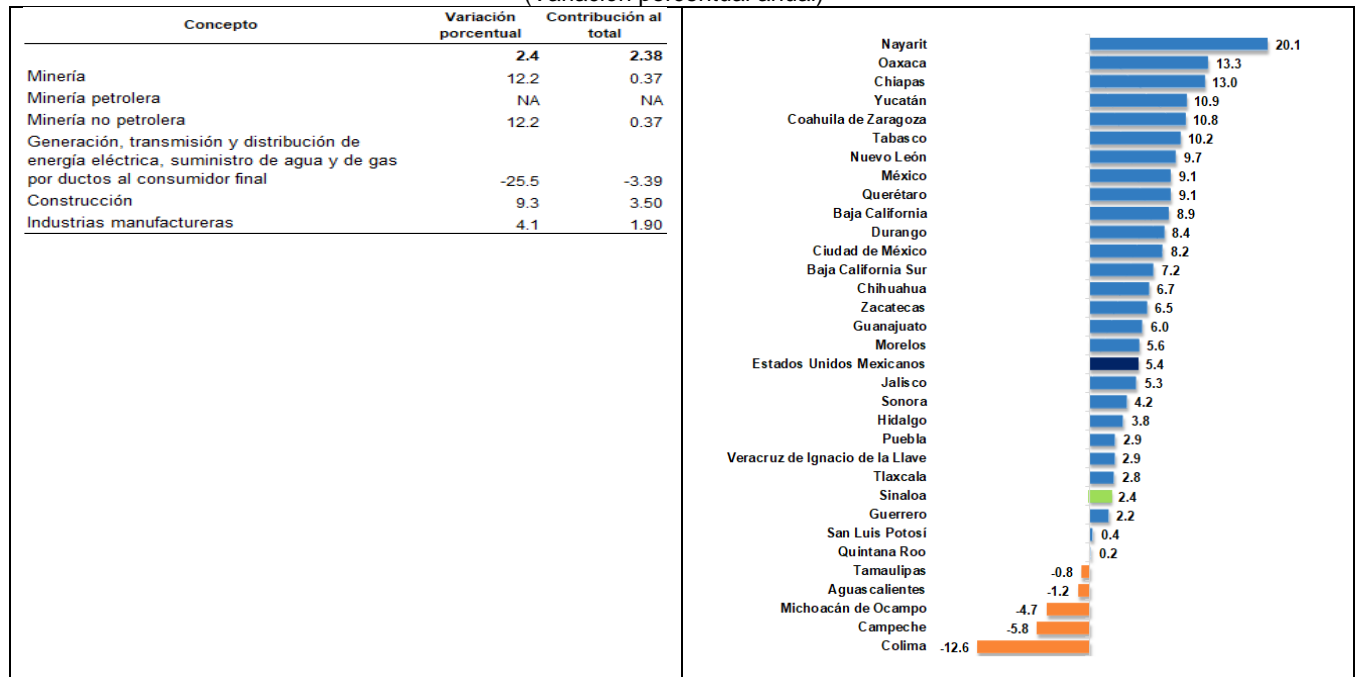 (Variación porcentual anual)
Concepto Variación porcentual Contribución al total
2.4 2.38
Minería 12.2 0.37
Minería petrolera NA NA
Minería no petrolera 12.2 0.37
Generación, transmisión y distribución de
energía eléctrica, suministro de agua y de gas
por ductos al consumidor final -25.5 -3.39
Construcción 9.3 3.50
Industrias manufactureras 4.1 1.90
Nayarit 20.1
Oaxaca 13.3
Chiapas 13.0
Yucatán 10.9
Coahuila de Zaragoza 10.8
Tabasco 10.2
Nuevo León 9.7
México 9.1
Querétaro 9.1
Baja California 8.9
Durango 8.4
Ciudad de México 8.2
Baja California Sur 7.2
Chihuahua 6.7
Zacatecas 6.5
Guanajuato 6.0
Morelos 5.6
Estados Unidos Mexicanos 5.4
Jalisco 5.3
Sonora 4.2
Hidalgo 3.8
Puebla 2.9
Veracruz de Ignacio de la Llave 2.9
Tlaxcala 2.8
Sinaloa 2.4
Guerrero 2.2
San Luis Potosí 0.4
Quintana Roo 0.2
Tamaulipas -0.8
Aguascalientes -1.2
Michoacán de Ocampo -4.7
Campeche -5.8
Colima -12.6